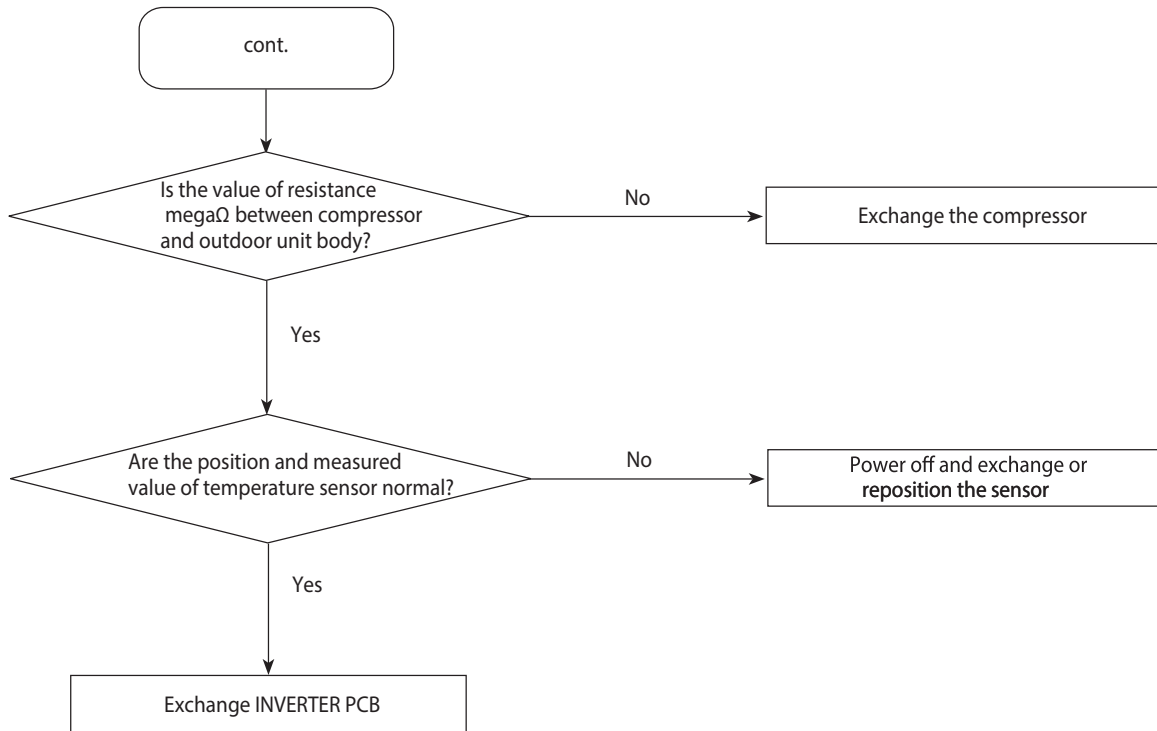 cont.
Is the value of resistance
megaΩ between compressor
and outdoor unit body?
No
Exchange the compressor
Yes
Are the position and measured
value of temperature sensor normal?
No
Power off and exchange or
reposition the sensor
Yes
Exchange INVERTER PCB